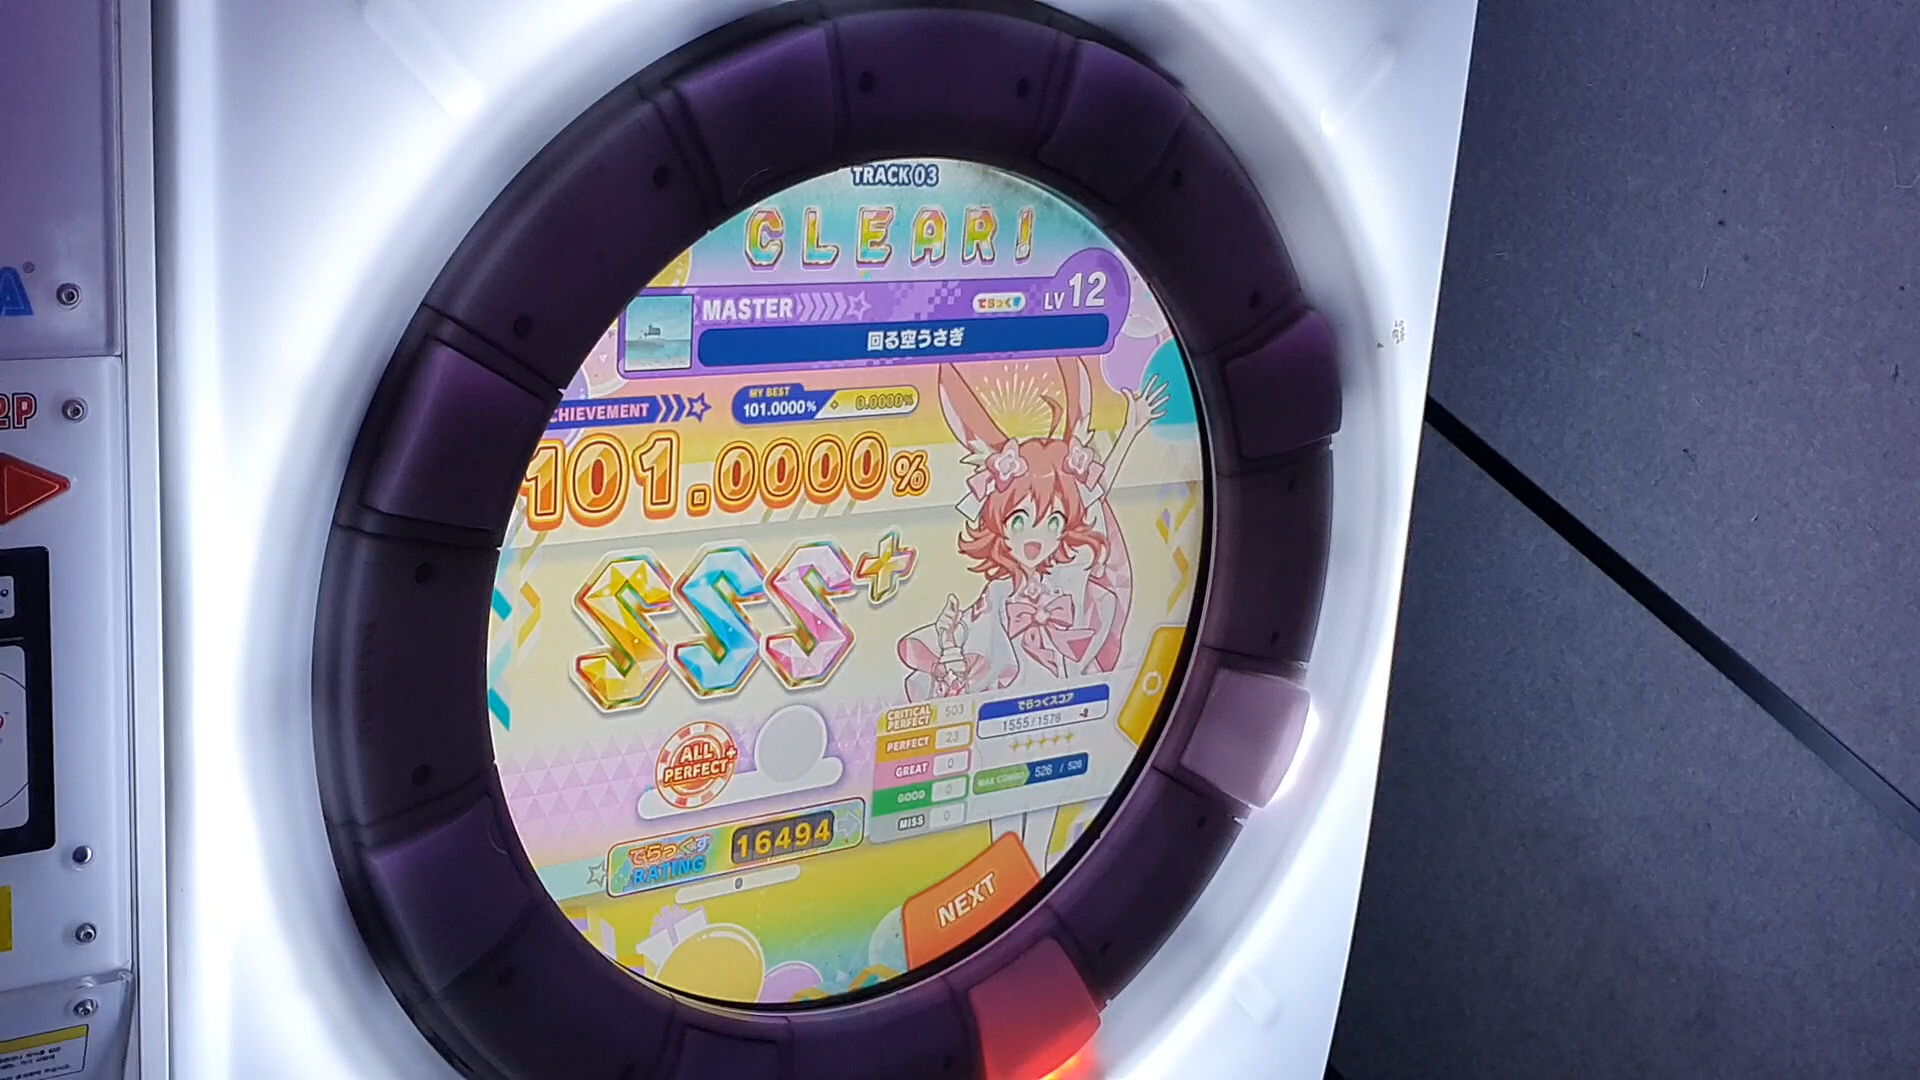 TRACK 03
CLEAR!
MASTER
でらっくす
LV 12
回る空うさぎ
CHIEVEMENT
MY BEST
101.0000% + 0.0000%
101.0000%
SSS+
CRITICAL PERFECT 503
PERFECT 23
GREAT 0
GOOD 0
MISS 0
でらっくスコア
1555/1578
MAX COMBO 526 / 526
ALL PERFECT+
でらっくす RATING 16494
0
NEXT
2P
A